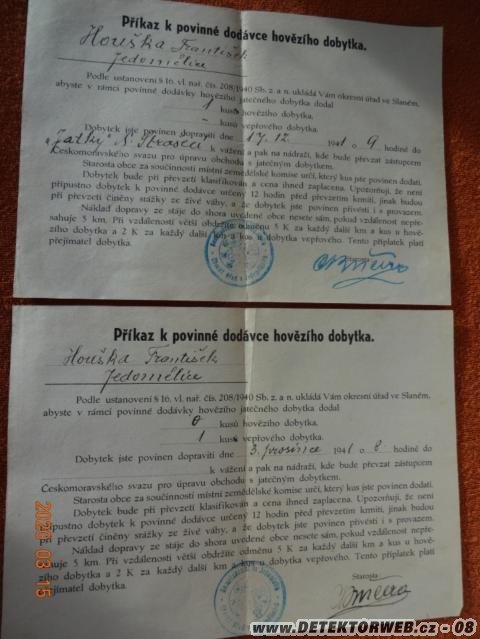 Příkaz k povinné dodávce hovězího dobytka.
Houška František
Jedomělice
Podle ustanovení § 16. vl. nař. čís. 208/1940 Sb. z. a n. ukládá Vám okresní úřad ve Slaném,
abyste v rámci povinné dodávky hovězího jatečného dobytka dodal
1 kusů hovězího dobytka.
- kusů vepřového dobytka.
Dobytek jste povinen dopraviti dne 17. 12. 1941 o 9 hodině do
k vážení a pak na nádraží, kde bude převzat zástupcem
Českomoravského svazu pro úpravu obchodu s jatečným dobytkem.
Starosta obce za součinnosti místní zemědělské komise určí, který kus jste povinen dodati.
Dobytek bude při převzetí klasifikován a cena ihned zaplacena. Upozorňuji, že není
přípustno dobytek k povinné dodávce určený 12 hodin před převzetím krmiti, jinak budou
při převzetí činěny srážky ze živé váhy, a že dobytek jste povinen přivésti i s provazem.
Náklad dopravy ze stáje do shora uvedené obce nesete sám, pokud vzdálenost nepře-
sahuje 5 km. Při vzdálenosti větší obdržíte odměnu 5 K za každý další km a kus u hově-
zího dobytka a 2 K za každý další km a kus u dobytka vepřového. Tento příplatek platí
přejímatel dobytka.
Starosta
Příkaz k povinné dodávce hovězího dobytka.
Houška František
Jedomělice
Podle ustanovení § 16. vl. nař. čís. 208/1940 Sb. z. a n. ukládá Vám okresní úřad ve Slaném,
abyste v rámci povinné dodávky hovězího jatečného dobytka dodal
0 kusů hovězího dobytka.
1 kusů vepřového dobytka.
Dobytek jste povinen dopraviti dne 3. prosince 1941 o 8. hodině do
k vážení a pak na nádraží, kde bude převzat zástupcem
Českomoravského svazu pro úpravu obchodu s jatečným dobytkem.
Starosta obce za součinnosti místní zemědělské komise určí, který kus jste povinen dodati.
Dobytek bude při převzetí klasifikován a cena ihned zaplacena. Upozorňuji, že není
přípustno dobytek k povinné dodávce určený 12 hodin před převzetím krmiti, jinak budou
při převzetí činěny srážky ze živé váhy, a že dobytek jste povinen přivésti i s provazem.
Náklad dopravy ze stáje do shora uvedené obce nesete sám, pokud vzdálenost nepře-
sahuje 5 km. Při vzdálenosti větší obdržíte odměnu 5 K za každý další km a kus u hově-
zího dobytka a 2 K za každý další km a kus u dobytka vepřového. Tento příplatek platí
přejímatel dobytka.
Starosta
www.DETEKTORWEB.cz - 08